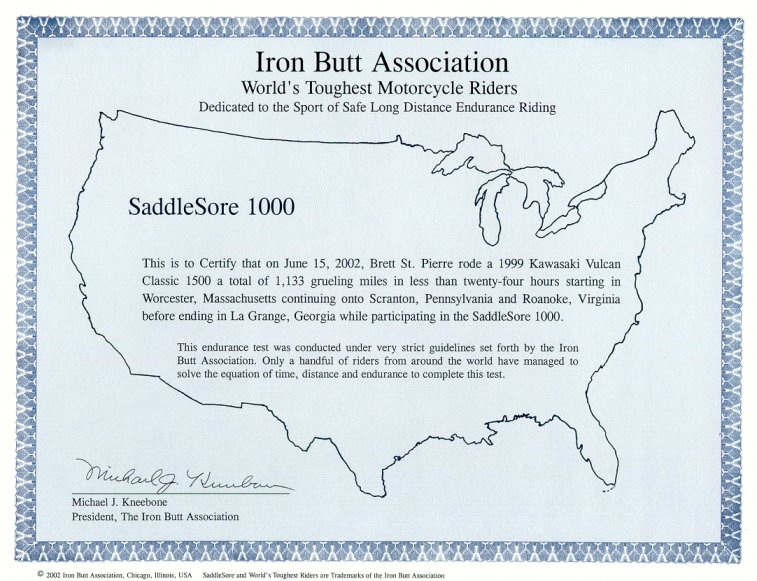 Iron Butt Association
World's Toughest Motorcycle Riders
Dedicated to the Sport of Safe Long Distance Endurance Riding
SaddleSore 1000
This is to Certify that on June 15, 2002, Brett St. Pierre rode a 1999 Kawasaki Vulcan
Classic 1500 a total of 1,133 grueling miles in less than twenty-four hours starting in
Worcester, Massachusetts continuing onto Scranton, Pennsylvania and Roanoke, Virginia
before ending in La Grange, Georgia while participating in the SaddleSore 1000.
This endurance test was conducted under very strict guidelines set forth by the Iron
Butt Association. Only a handful of riders from around the world have managed to
solve the equation of time, distance and endurance to complete this test.
Michael J. Kneebone
Michael J. Kneebone
President, The Iron Butt Association
© 2002 Iron Butt Association, Chicago, Illinois, USA SaddleSore and World's Toughest Riders are Trademarks of the Iron Butt Association